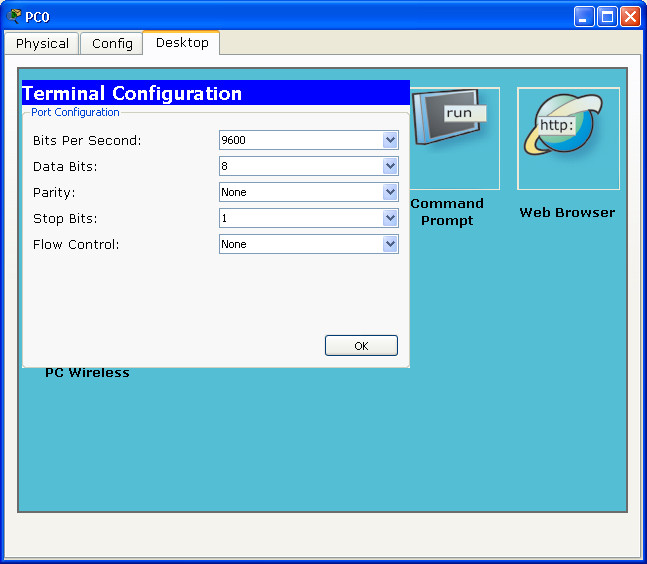 PC0
Physical
Config
Desktop
Terminal Configuration
Port Configuration
Bits Per Second: 9600
Data Bits: 8
Parity: None
Stop Bits: 1
Flow Control: None
OK
run
Command
Prompt
http:
Web Browser
PC Wireless